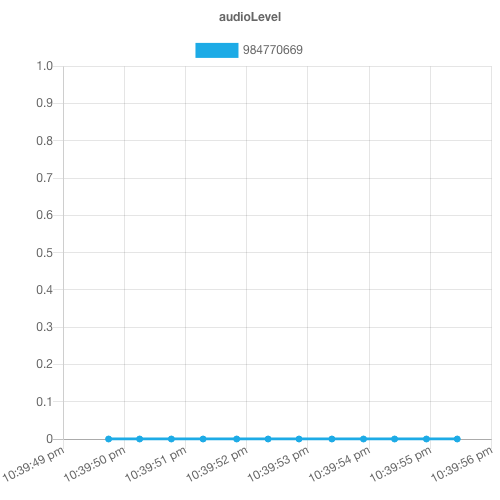 audioLevel
984770669
1.0
0.9
0.8
0.7
0.6
0.5
0.4
0.3
0.2
0.1
0
10:39:49 pm
10:39:50 pm
10:39:51 pm
10:39:52 pm
10:39:53 pm
10:39:54 pm
10:39:55 pm
10:39:56 pm